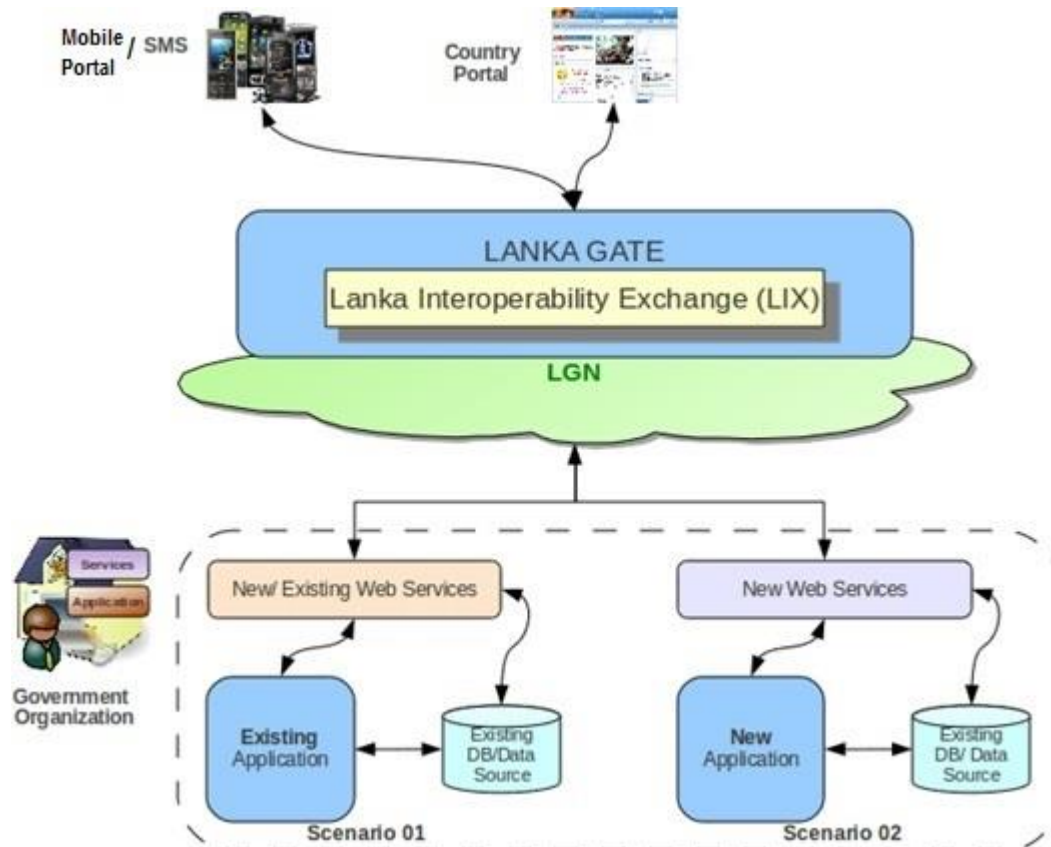 Mobile / SMS
Portal
Country
Portal
LANKA GATE
Lanka Interoperability Exchange (LIX)
LGN
Services
Application
Government
Organization
New/ Existing Web Services
Existing
Application
Existing
DB/Data
Source
Scenario 01
New Web Services
New
Application
Existing
DB/ Data
Source
Scenario 02